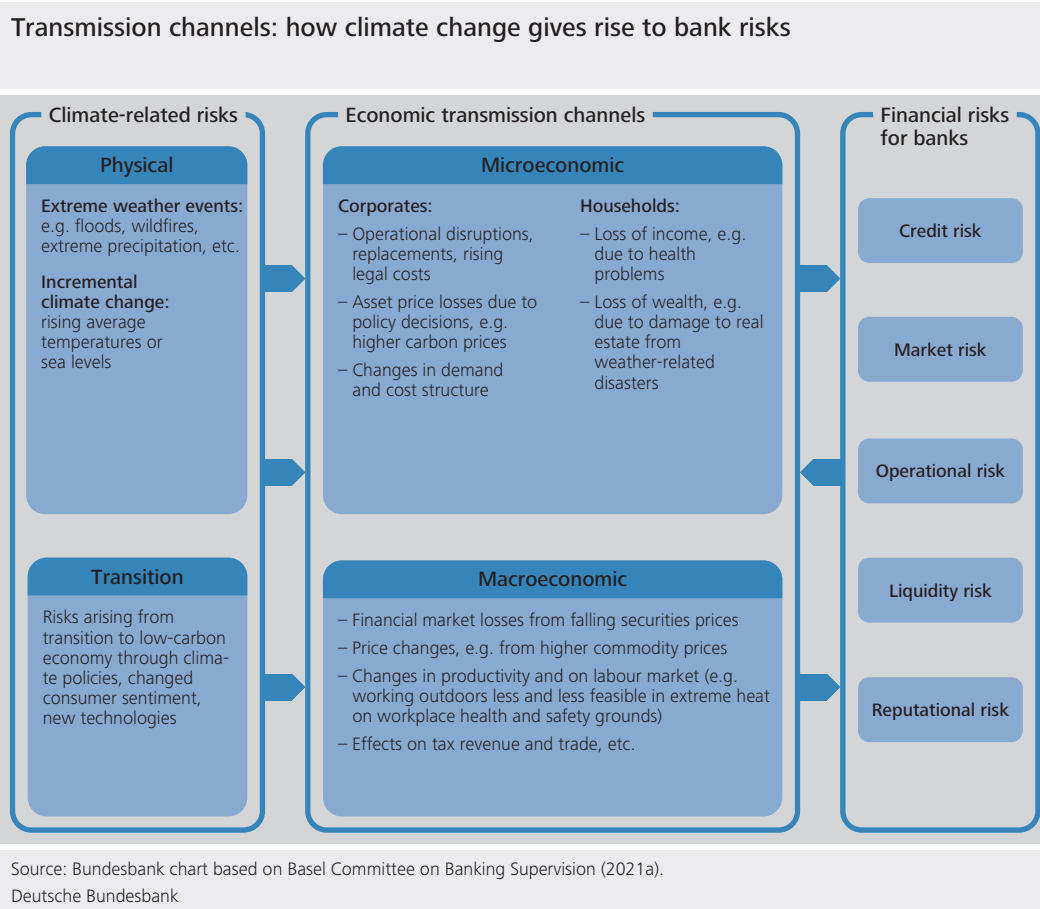 Transmission channels: how climate change gives rise to bank risks
Climate-related risks
Physical
Extreme weather events:
e.g. floods, wildfires,
extreme precipitation, etc.
Incremental
climate change:
rising average
temperatures or
sea levels
Transition
Risks arising from
transition to low-carbon
economy through clima-
te policies, changed
consumer sentiment,
new technologies
Economic transmission channels
Microeconomic
Corporates:
– Operational disruptions,
replacements, rising
legal costs
– Asset price losses due to
policy decisions, e.g.
higher carbon prices
– Changes in demand
and cost structure
Households:
– Loss of income, e.g.
due to health
problems
– Loss of wealth, e.g.
due to damage to real
estate from
weather-related
disasters
Macroeconomic
– Financial market losses from falling securities prices
– Price changes, e.g. from higher commodity prices
– Changes in productivity and on labour market (e.g.
working outdoors less and less feasible in extreme heat
on workplace health and safety grounds)
– Effects on tax revenue and trade, etc.
Financial risks
for banks
Credit risk
Market risk
Operational risk
Liquidity risk
Reputational risk
Source: Bundesbank chart based on Basel Committee on Banking Supervision (2021a).
Deutsche Bundesbank